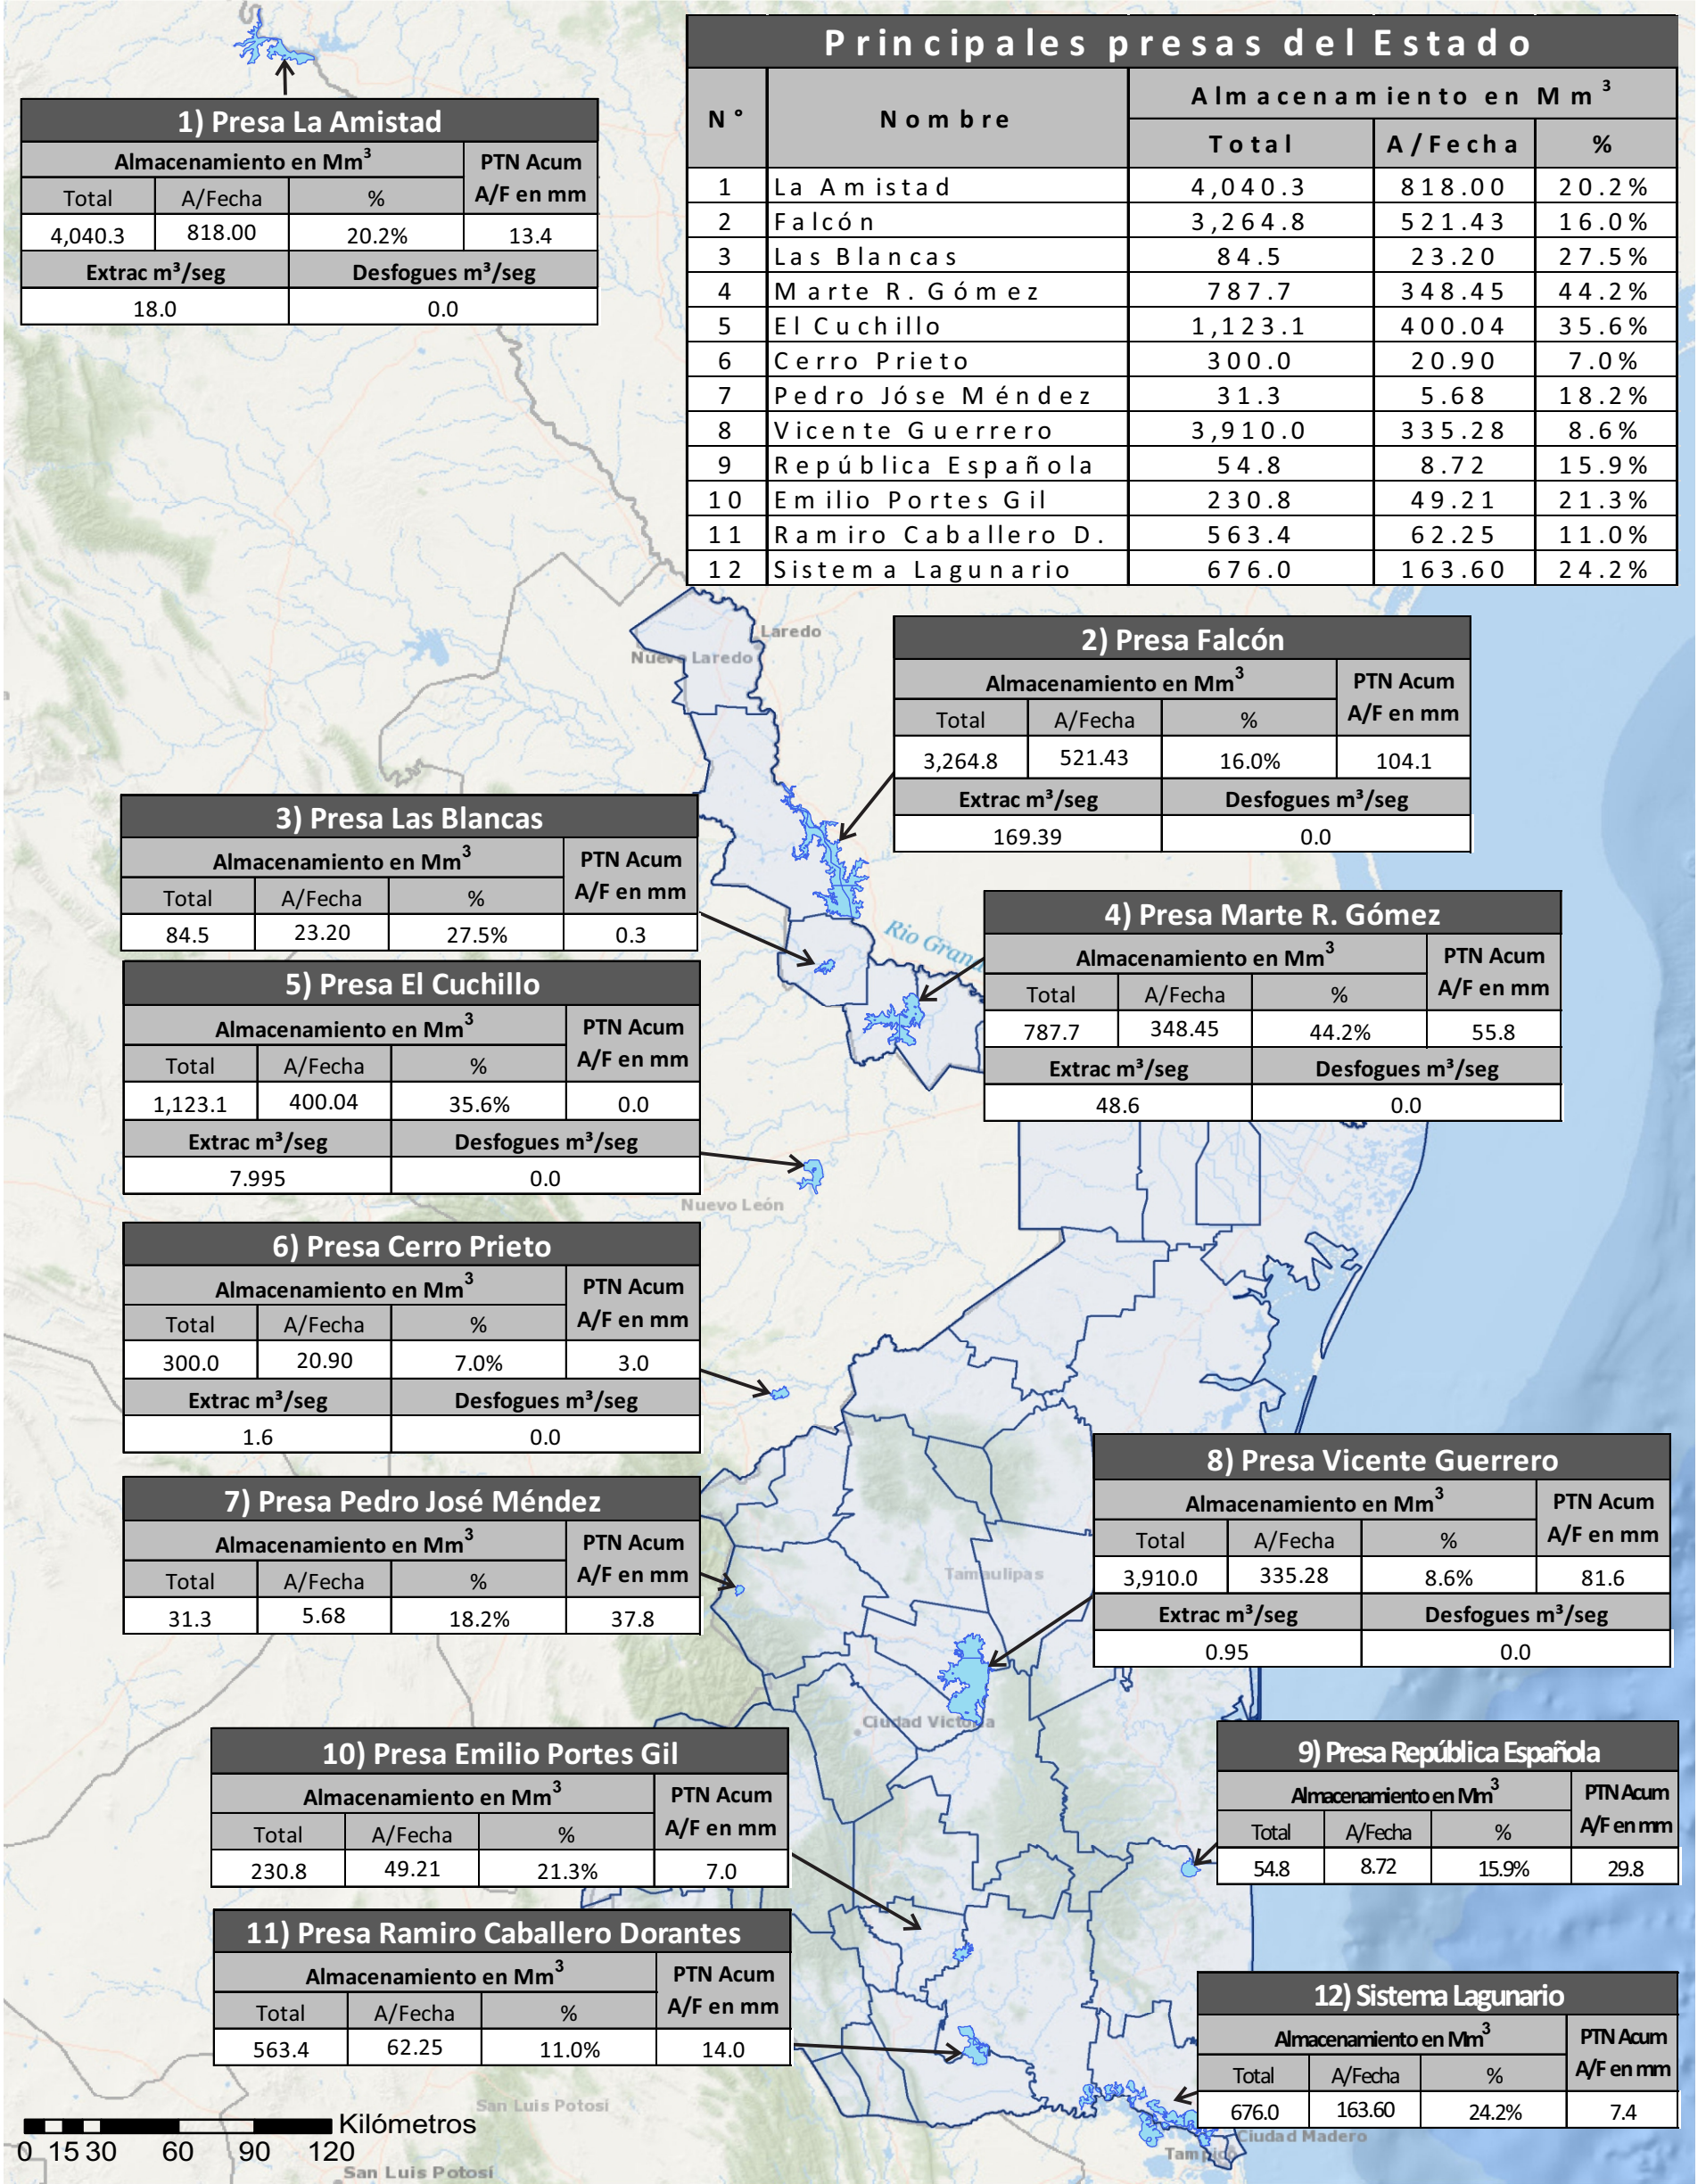 Principales presas del Estado
N° Nombre Almacenamiento en Mm³
Total A/Fecha %
1 La Amistad 4,040.3 818.00 20.2%
2 Falcón 3,264.8 521.43 16.0%
3 Las Blancas 84.5 23.20 27.5%
4 Marte R. Gómez 787.7 348.45 44.2%
5 El Cuchillo 1,123.1 400.04 35.6%
6 Cerro Prieto 300.0 20.90 7.0%
7 Pedro Jóse Méndez 31.3 5.68 18.2%
8 Vicente Guerrero 3,910.0 335.28 8.6%
9 República Española 54.8 8.72 15.9%
10 Emilio Portes Gil 230.8 49.21 21.3%
11 Ramiro Caballero D. 563.4 62.25 11.0%
12 Sistema Lagunario 676.0 163.60 24.2%
1) Presa La Amistad
Almacenamiento en Mm³ PTN Acum
Total A/Fecha % A/F en mm
4,040.3 818.00 20.2% 13.4
Extrac m³/seg Desfogues m³/seg
18.0 0.0
Laredo
Nuevo Laredo
2) Presa Falcón
Almacenamiento en Mm³ PTN Acum
Total A/Fecha % A/F en mm
3,264.8 521.43 16.0% 104.1
Extrac m³/seg Desfogues m³/seg
169.39 0.0
3) Presa Las Blancas
Almacenamiento en Mm³ PTN Acum
Total A/Fecha % A/F en mm
84.5 23.20 27.5% 0.3
Rio Grand
4) Presa Marte R. Gómez
Almacenamiento en Mm³ PTN Acum
Total A/Fecha % A/F en mm
787.7 348.45 44.2% 55.8
Extrac m³/seg Desfogues m³/seg
48.6 0.0
5) Presa El Cuchillo
Almacenamiento en Mm³ PTN Acum
Total A/Fecha % A/F en mm
1,123.1 400.04 35.6% 0.0
Extrac m³/seg Desfogues m³/seg
7.995 0.0
Nuevo León
6) Presa Cerro Prieto
Almacenamiento en Mm³ PTN Acum
Total A/Fecha % A/F en mm
300.0 20.90 7.0% 3.0
Extrac m³/seg Desfogues m³/seg
1.6 0.0
7) Presa Pedro José Méndez
Almacenamiento en Mm³ PTN Acum
Total A/Fecha % A/F en mm
31.3 5.68 18.2% 37.8
Tamaulipas
8) Presa Vicente Guerrero
Almacenamiento en Mm³ PTN Acum
Total A/Fecha % A/F en mm
3,910.0 335.28 8.6% 81.6
Extrac m³/seg Desfogues m³/seg
0.95 0.0
Ciudad Victoria
9) Presa República Española
Almacenamiento en Mm³ PTN Acum
Total A/Fecha % A/F en mm
54.8 8.72 15.9% 29.8
10) Presa Emilio Portes Gil
Almacenamiento en Mm³ PTN Acum
Total A/Fecha % A/F en mm
230.8 49.21 21.3% 7.0
11) Presa Ramiro Caballero Dorantes
Almacenamiento en Mm³ PTN Acum
Total A/Fecha % A/F en mm
563.4 62.25 11.0% 14.0
12) Sistema Lagunario
Almacenamiento en Mm³ PTN Acum
Total A/Fecha % A/F en mm
676.0 163.60 24.2% 7.4
San Luis Potosí
Ciudad Madero
Tampico
Kilómetros
0 15 30 60 90 120
San Luis Potosí